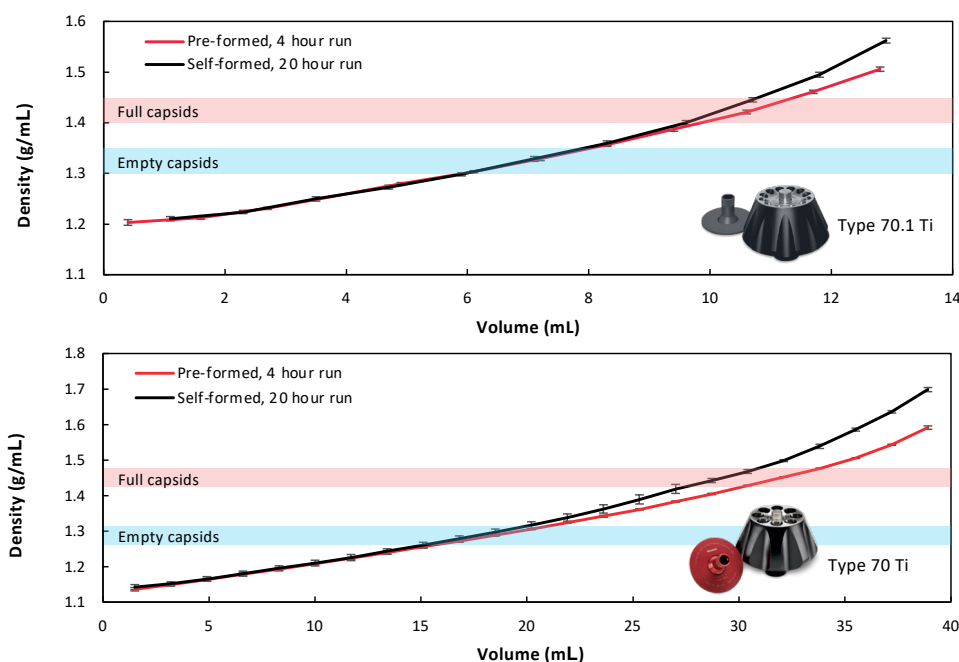 1.6
Pre-formed, 4 hour run
Self-formed, 20 hour run
1.5
Full capsids
1.4
Empty capsids
1.3
1.2
Type 70.1 Ti
1.1
Density (g/mL)
0 2 4 6 8 10 12 14
Volume (mL)
1.8
Pre-formed, 4 hour run
1.7
Self-formed, 20 hour run
1.6
1.5
Full capsids
1.4
Empty capsids
1.3
1.2
Type 70 Ti
1.1
Density (g/mL)
0 5 10 15 20 25 30 35 40
Volume (mL)